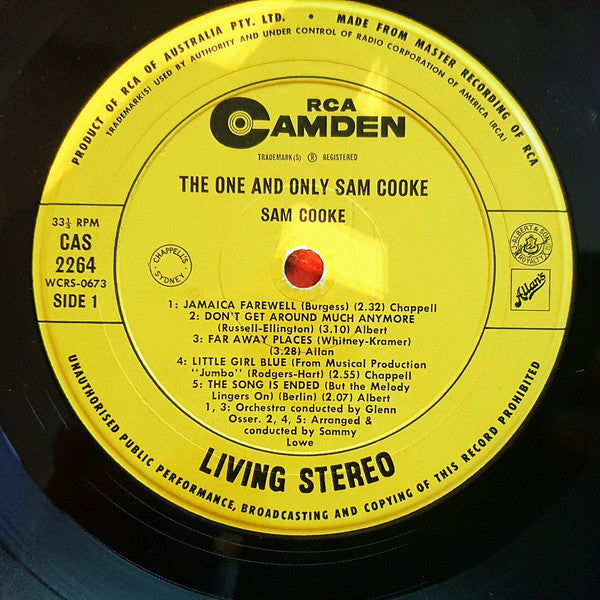 PRODUCT OF RCA OF AUSTRALIA PTY. LTD. • MADE FROM MASTER RECORDING OF RCA
TRADEMARK(S) USED BY AUTHORITY AND UNDER CONTROL OF RADIO CORPORATION OF AMERICA (RCA)
RCA
CAMDEN
TRADEMARK(S) ® REGISTERED
THE ONE AND ONLY SAM COOKE
SAM COOKE
33⅓ RPM
CAS
2264
WCRS-0673
SIDE 1
CHAPPELL'S
SYDNEY
J. ALBERT & SON
ROYALTY
Allan's
1: JAMAICA FAREWELL (Burgess) (2.32) Chappell
2: DON'T GET AROUND MUCH ANYMORE
(Russell-Ellington) (3.10) Albert
3: FAR AWAY PLACES (Whitney-Kramer)
(3.28) Allan
4: LITTLE GIRL BLUE (From Musical Production
"Jumbo") (Rodgers-Hart) (2.55) Chappell
5: THE SONG IS ENDED (But the Melody
Lingers On) (Berlin) (2.07) Albert
1, 3: Orchestra conducted by Glenn
Osser. 2, 4, 5: Arranged &
conducted by Sammy
Lowe
LIVING STEREO
UNAUTHORISED PUBLIC PERFORMANCE, BROADCASTING AND COPYING OF THIS RECORD PROHIBITED